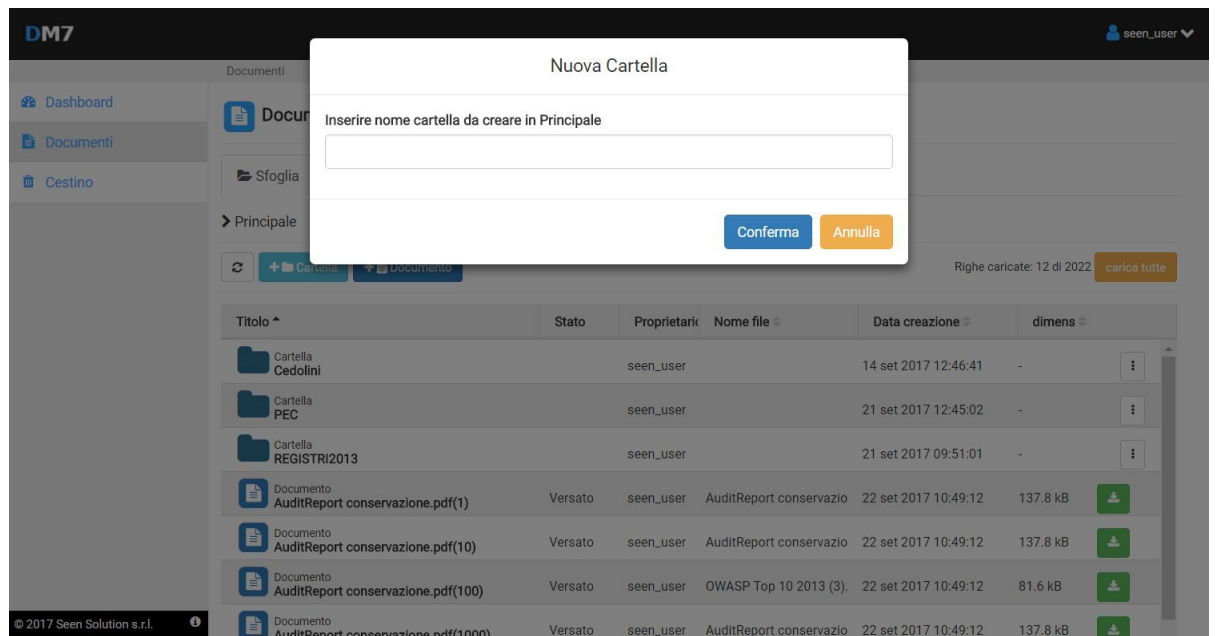 DM7
seen_user
Documenti
Nuova Cartella
Dashboard
Documenti
Cestino
Docur
Inserire nome cartella da creare in Principale
Sfoglia
Conferma Annulla
Principale
Cartella Documento
Righe caricate: 12 di 2022 carica tutte
Titolo Stato Proprietaric Nome file Data creazione dimens
Cartella
Cedolini seen_user 14 set 2017 12:46:41 -
Cartella
PEC seen_user 21 set 2017 12:45:02 -
Cartella
REGISTRI2013 seen_user 21 set 2017 09:51:01 -
Documento
AuditReport conservazione.pdf(1) Versato seen_user AuditReport conservazio 22 set 2017 10:49:12 137.8 kB
Documento
AuditReport conservazione.pdf(10) Versato seen_user AuditReport conservazio 22 set 2017 10:49:12 137.8 kB
Documento
AuditReport conservazione.pdf(100) Versato seen_user OWASP Top 10 2013 (3). 22 set 2017 10:49:12 81.6 kB
Documento
AuditReport conservazione.pdf(1000) Versato seen_user AuditReport conservazio 22 set 2017 10:49:12 137.8 kB
© 2017 Seen Solution s.r.l.